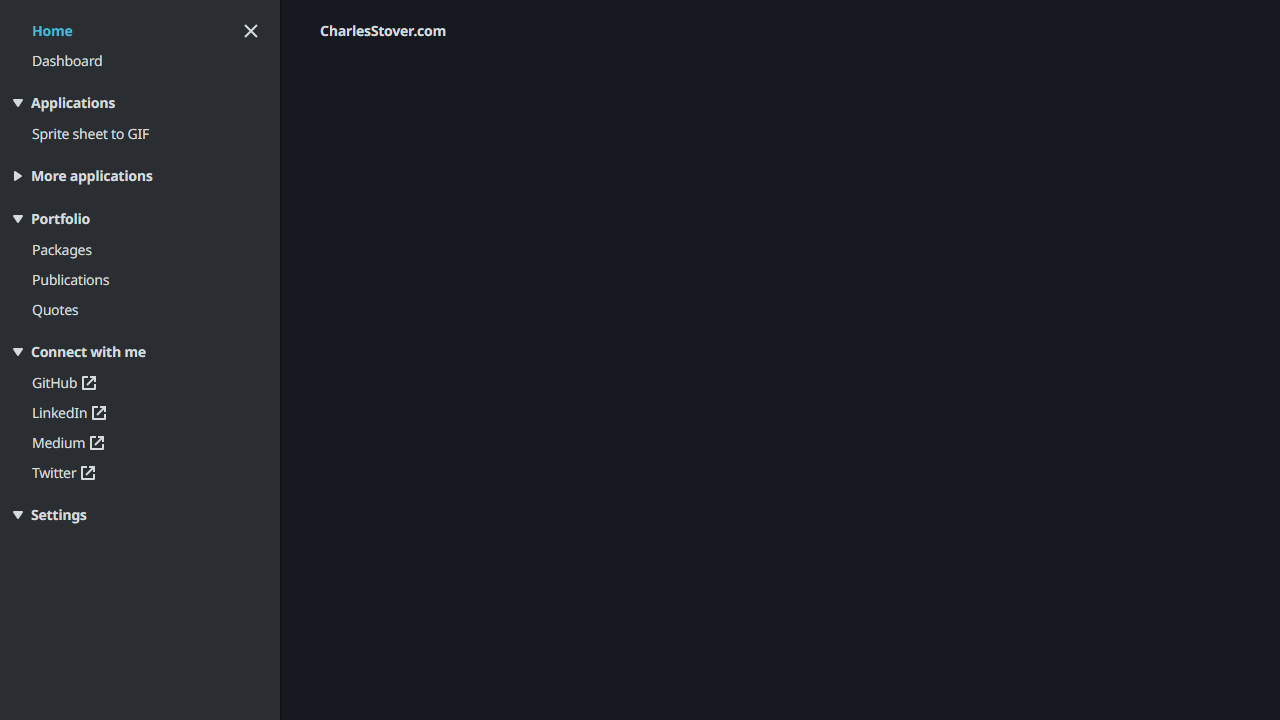 Home
CharlesStover.com
Dashboard
Applications
Sprite sheet to GIF
More applications
Portfolio
Packages
Publications
Quotes
Connect with me
GitHub
LinkedIn
Medium
Twitter
Settings